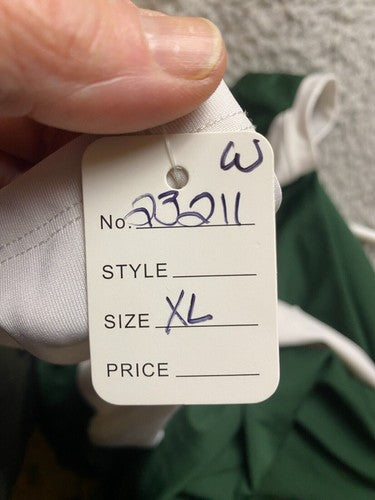 W
No. 23211
STYLE
SIZE XL
PRICE